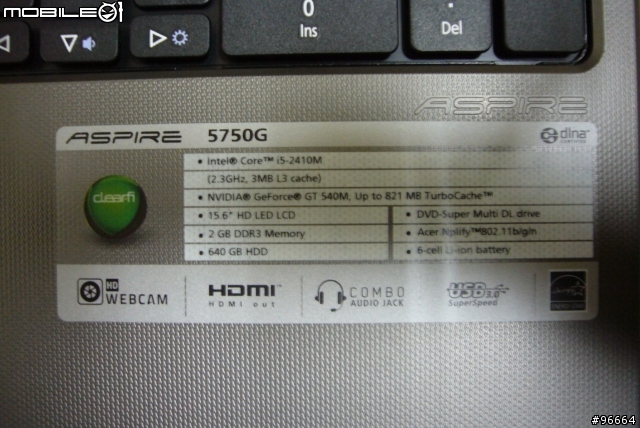 MOBILE01
0
Ins
.
Del
ASPIRE
ASPIRE 5750G
dlna
CERTIFIED
clear.fi
• Intel® Core™ i5-2410M
(2.3GHz, 3MB L3 cache)
• NVIDIA® GeForce® GT 540M, Up to 821 MB TurboCache™
• 15.6" HD LED LCD
• DVD-Super Multi DL drive
• 2 GB DDR3 Memory
• Acer Nplify™802.11b/g/n
• 640 GB HDD
• 6-cell Li-ion battery
HD
WEBCAM
HDMI™
HDMI out
COMBO
AUDIO JACK
USB 3.0
SuperSpeed
#96664